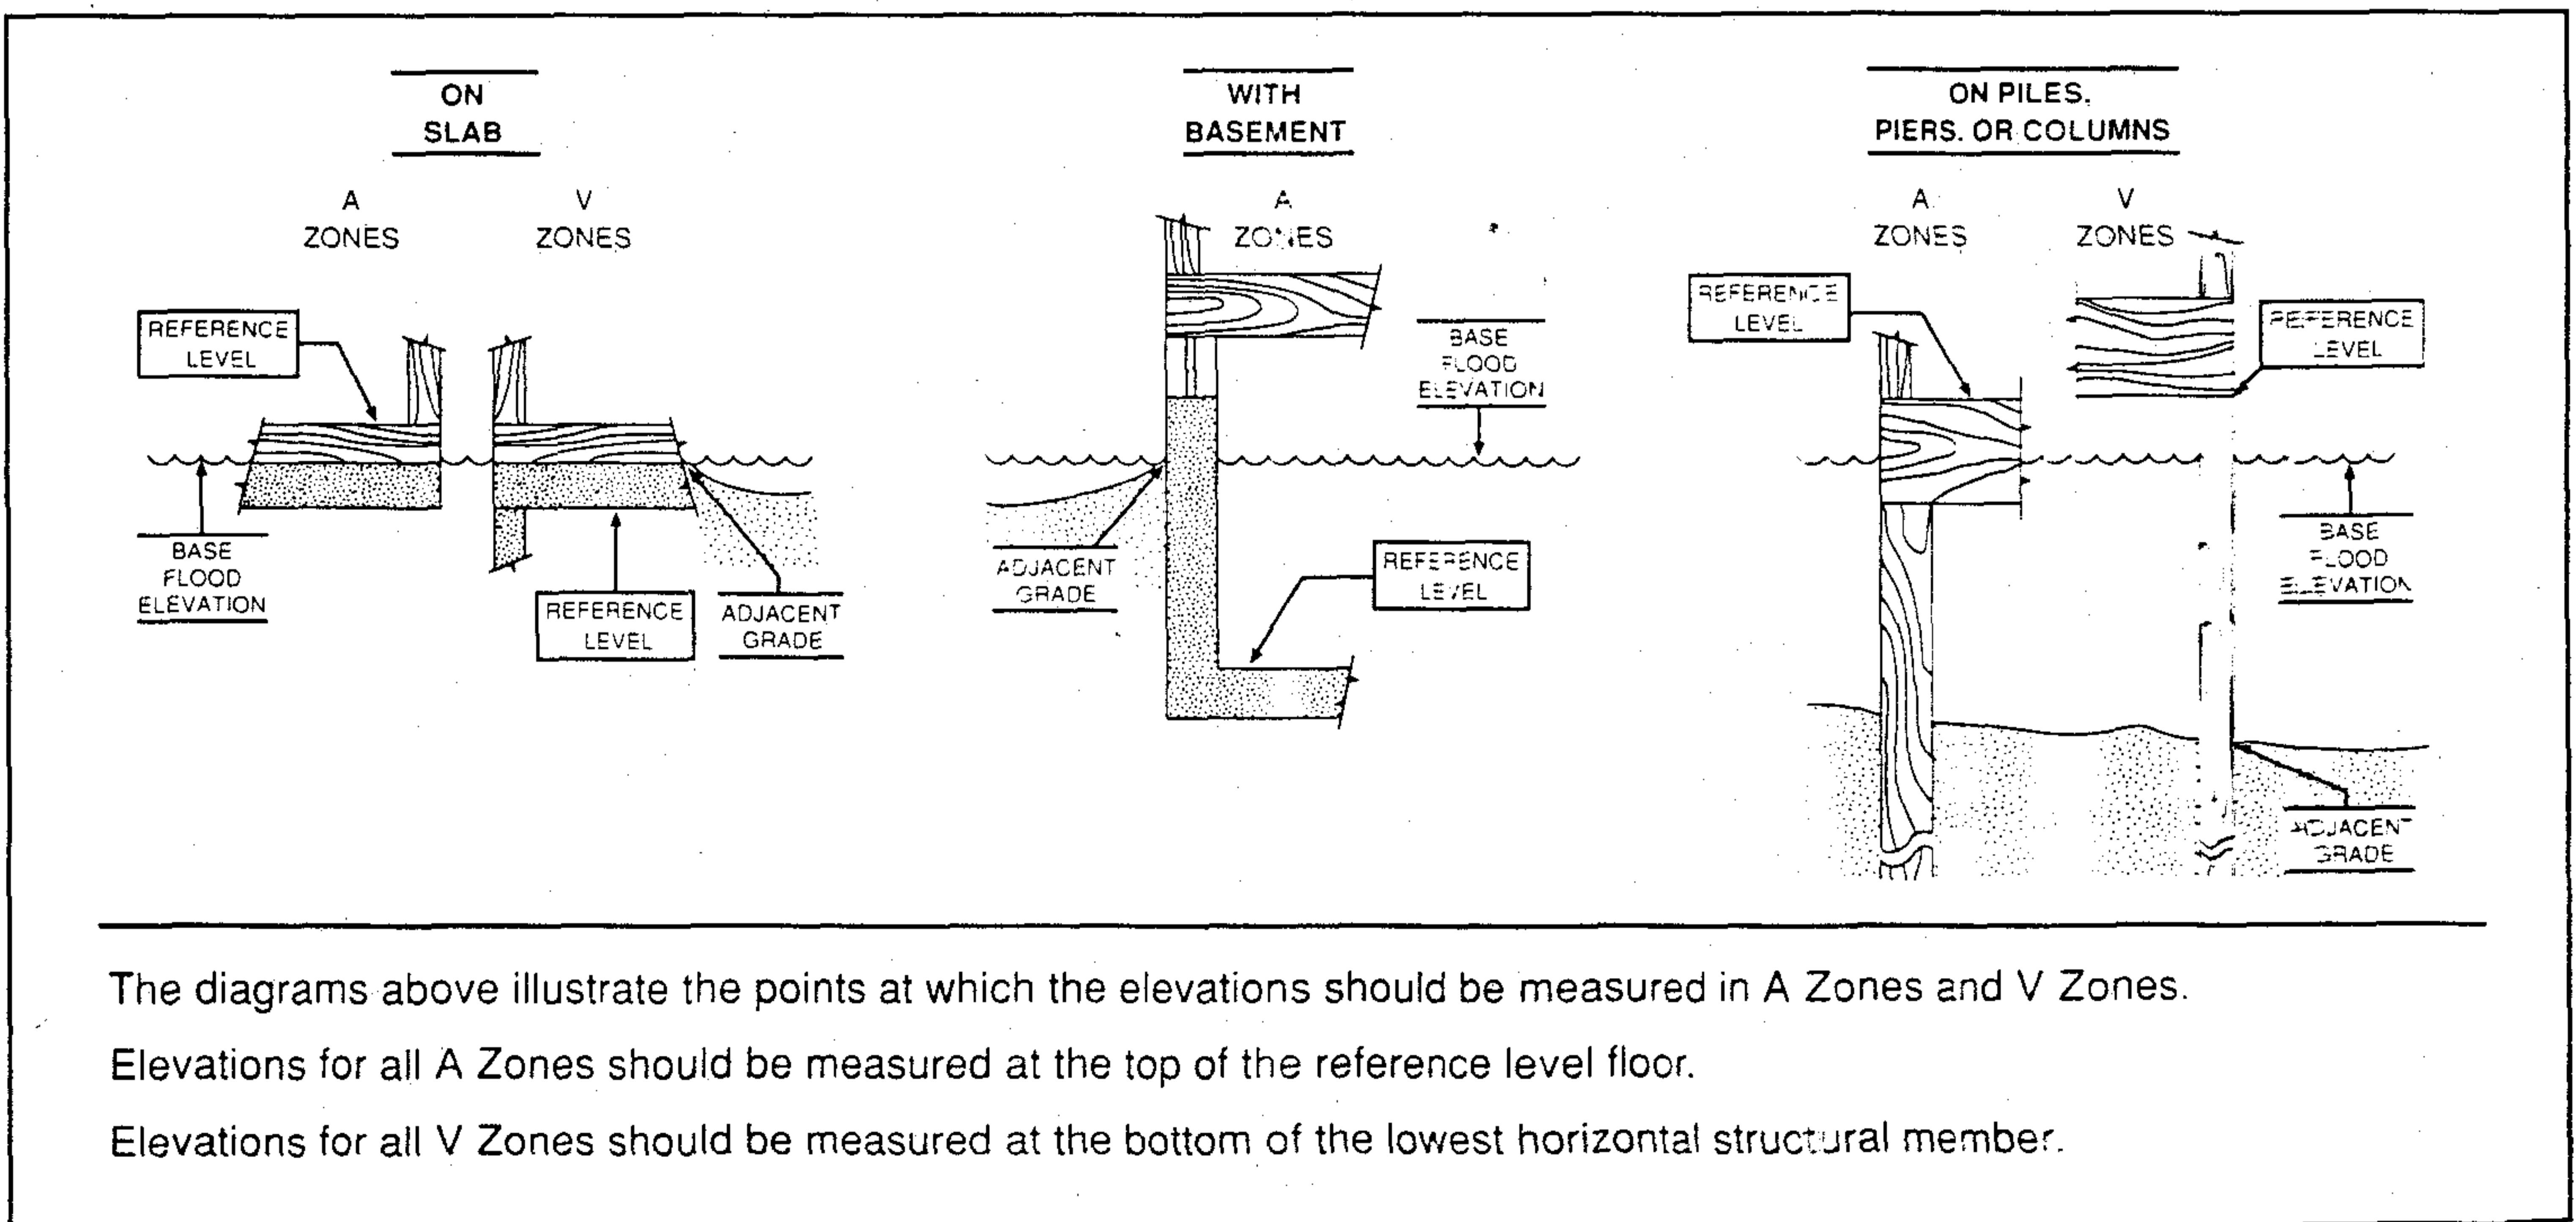 ON
SLAB
A
ZONES
V
ZONES
REFERENCE
LEVEL
BASE
FLOOD
ELEVATION
REFERENCE
LEVEL
ADJACENT
GRADE
WITH
BASEMENT
A
ZONES
BASE
FLOOD
ELEVATION
ADJACENT
GRADE
REFERENCE
LEVEL
ON PILES.
PIERS. OR COLUMNS
A
ZONES
V
ZONES
REFERENCE
LEVEL
REFERENCE
LEVEL
BASE
FLOOD
ELEVATION
ADJACENT
GRADE
The diagrams above illustrate the points at which the elevations should be measured in A Zones and V Zones.
Elevations for all A Zones should be measured at the top of the reference level floor.
Elevations for all V Zones should be measured at the bottom of the lowest horizontal structural member.